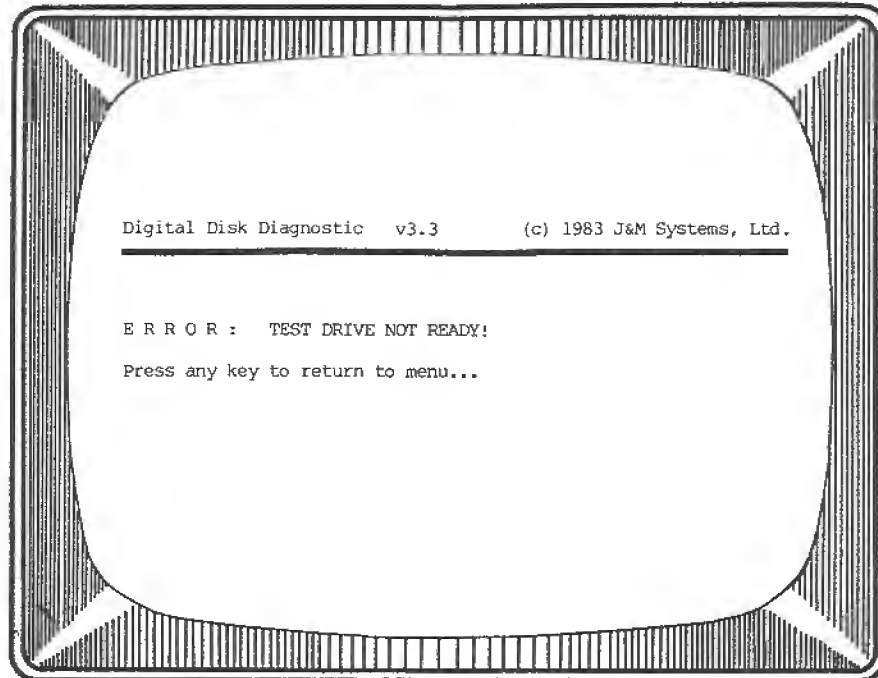 Digital Disk Diagnostic v3.3 (c) 1983 J&M Systems, Ltd.
E R R O R : TEST DRIVE NOT READY!
Press any key to return to menu...